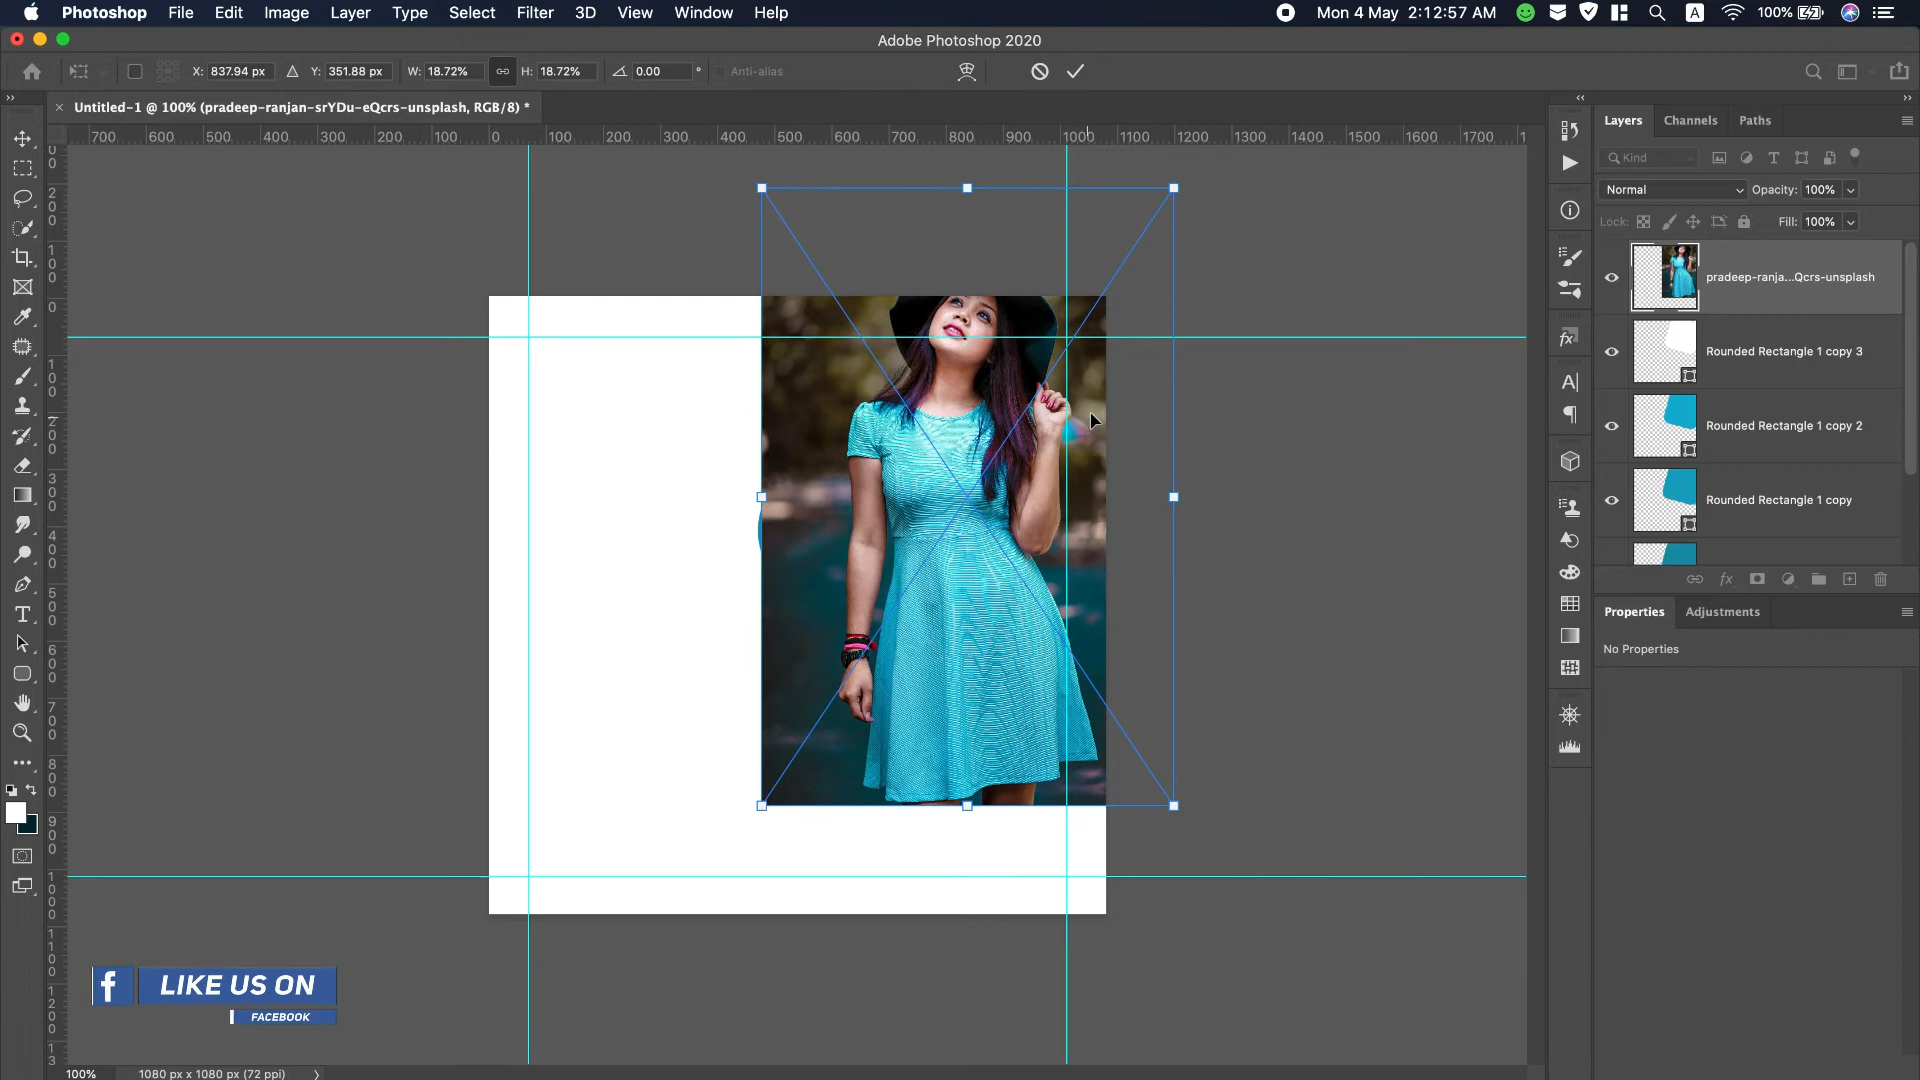 Photoshop File Edit Image Layer Type Select Filter 3D View Window Help Mon 4 May 2:12:57 AM A 100%
Adobe Photoshop 2020
X: 837.94 px Y: 351.88 px W: 18.72% H: 18.72% 0.00 ° Anti-alias
Untitled-1 @ 100% (pradeep-ranjan-srYDu-eQcrs-unsplash, RGB/8) *
700 600 500 400 300 200 100 0 100 200 300 400 500 600 700 800 900 1000 1100 1200 1300 1400 1500 1600 1700 1
Layers Channels Paths
Kind
Normal Opacity: 100%
Lock: Fill: 100%
pradeep-ranja...Qcrs-unsplash
Rounded Rectangle 1 copy 3
Rounded Rectangle 1 copy 2
Rounded Rectangle 1 copy
Properties Adjustments
No Properties
f LIKE US ON
FACEBOOK
100% 1080 px x 1080 px (72 ppi)